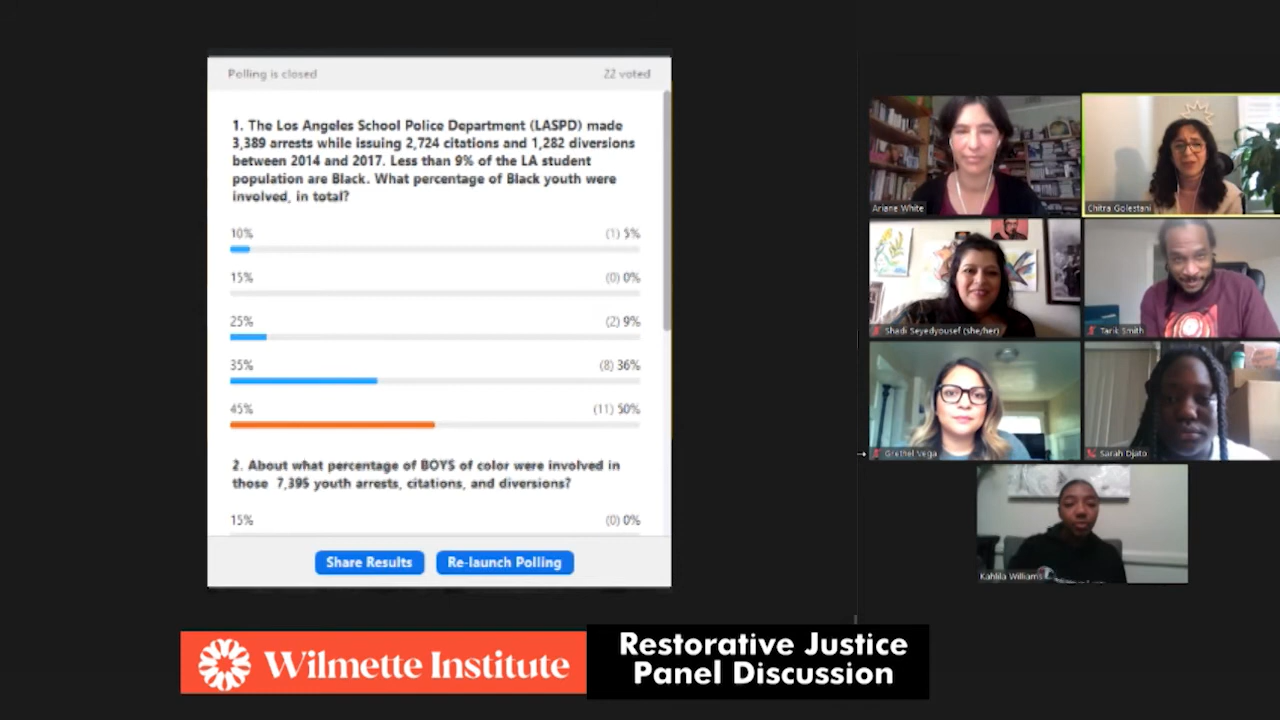 Polling is closed 22 voted
1. The Los Angeles School Police Department (LASPD) made
3,389 arrests while issuing 2,724 citations and 1,282 diversions
between 2014 and 2017. Less than 9% of the LA student
population are Black. What percentage of Black youth were
involved, in total?
10% (1) 5%
15% (0) 0%
25% (2) 9%
35% (8) 36%
45% (11) 50%
2. About what percentage of BOYS of color were involved in
those 7,395 youth arrests, citations, and diversions?
15% (0) 0%
Share Results Re-launch Polling
Ariane White
Chitra Golestani
Shadi Seyedyousef (she/her)
Tarik Smith
Grethel Vega
Sarah Djato
Kahlila Williams
Wilmette Institute
Restorative Justice
Panel Discussion